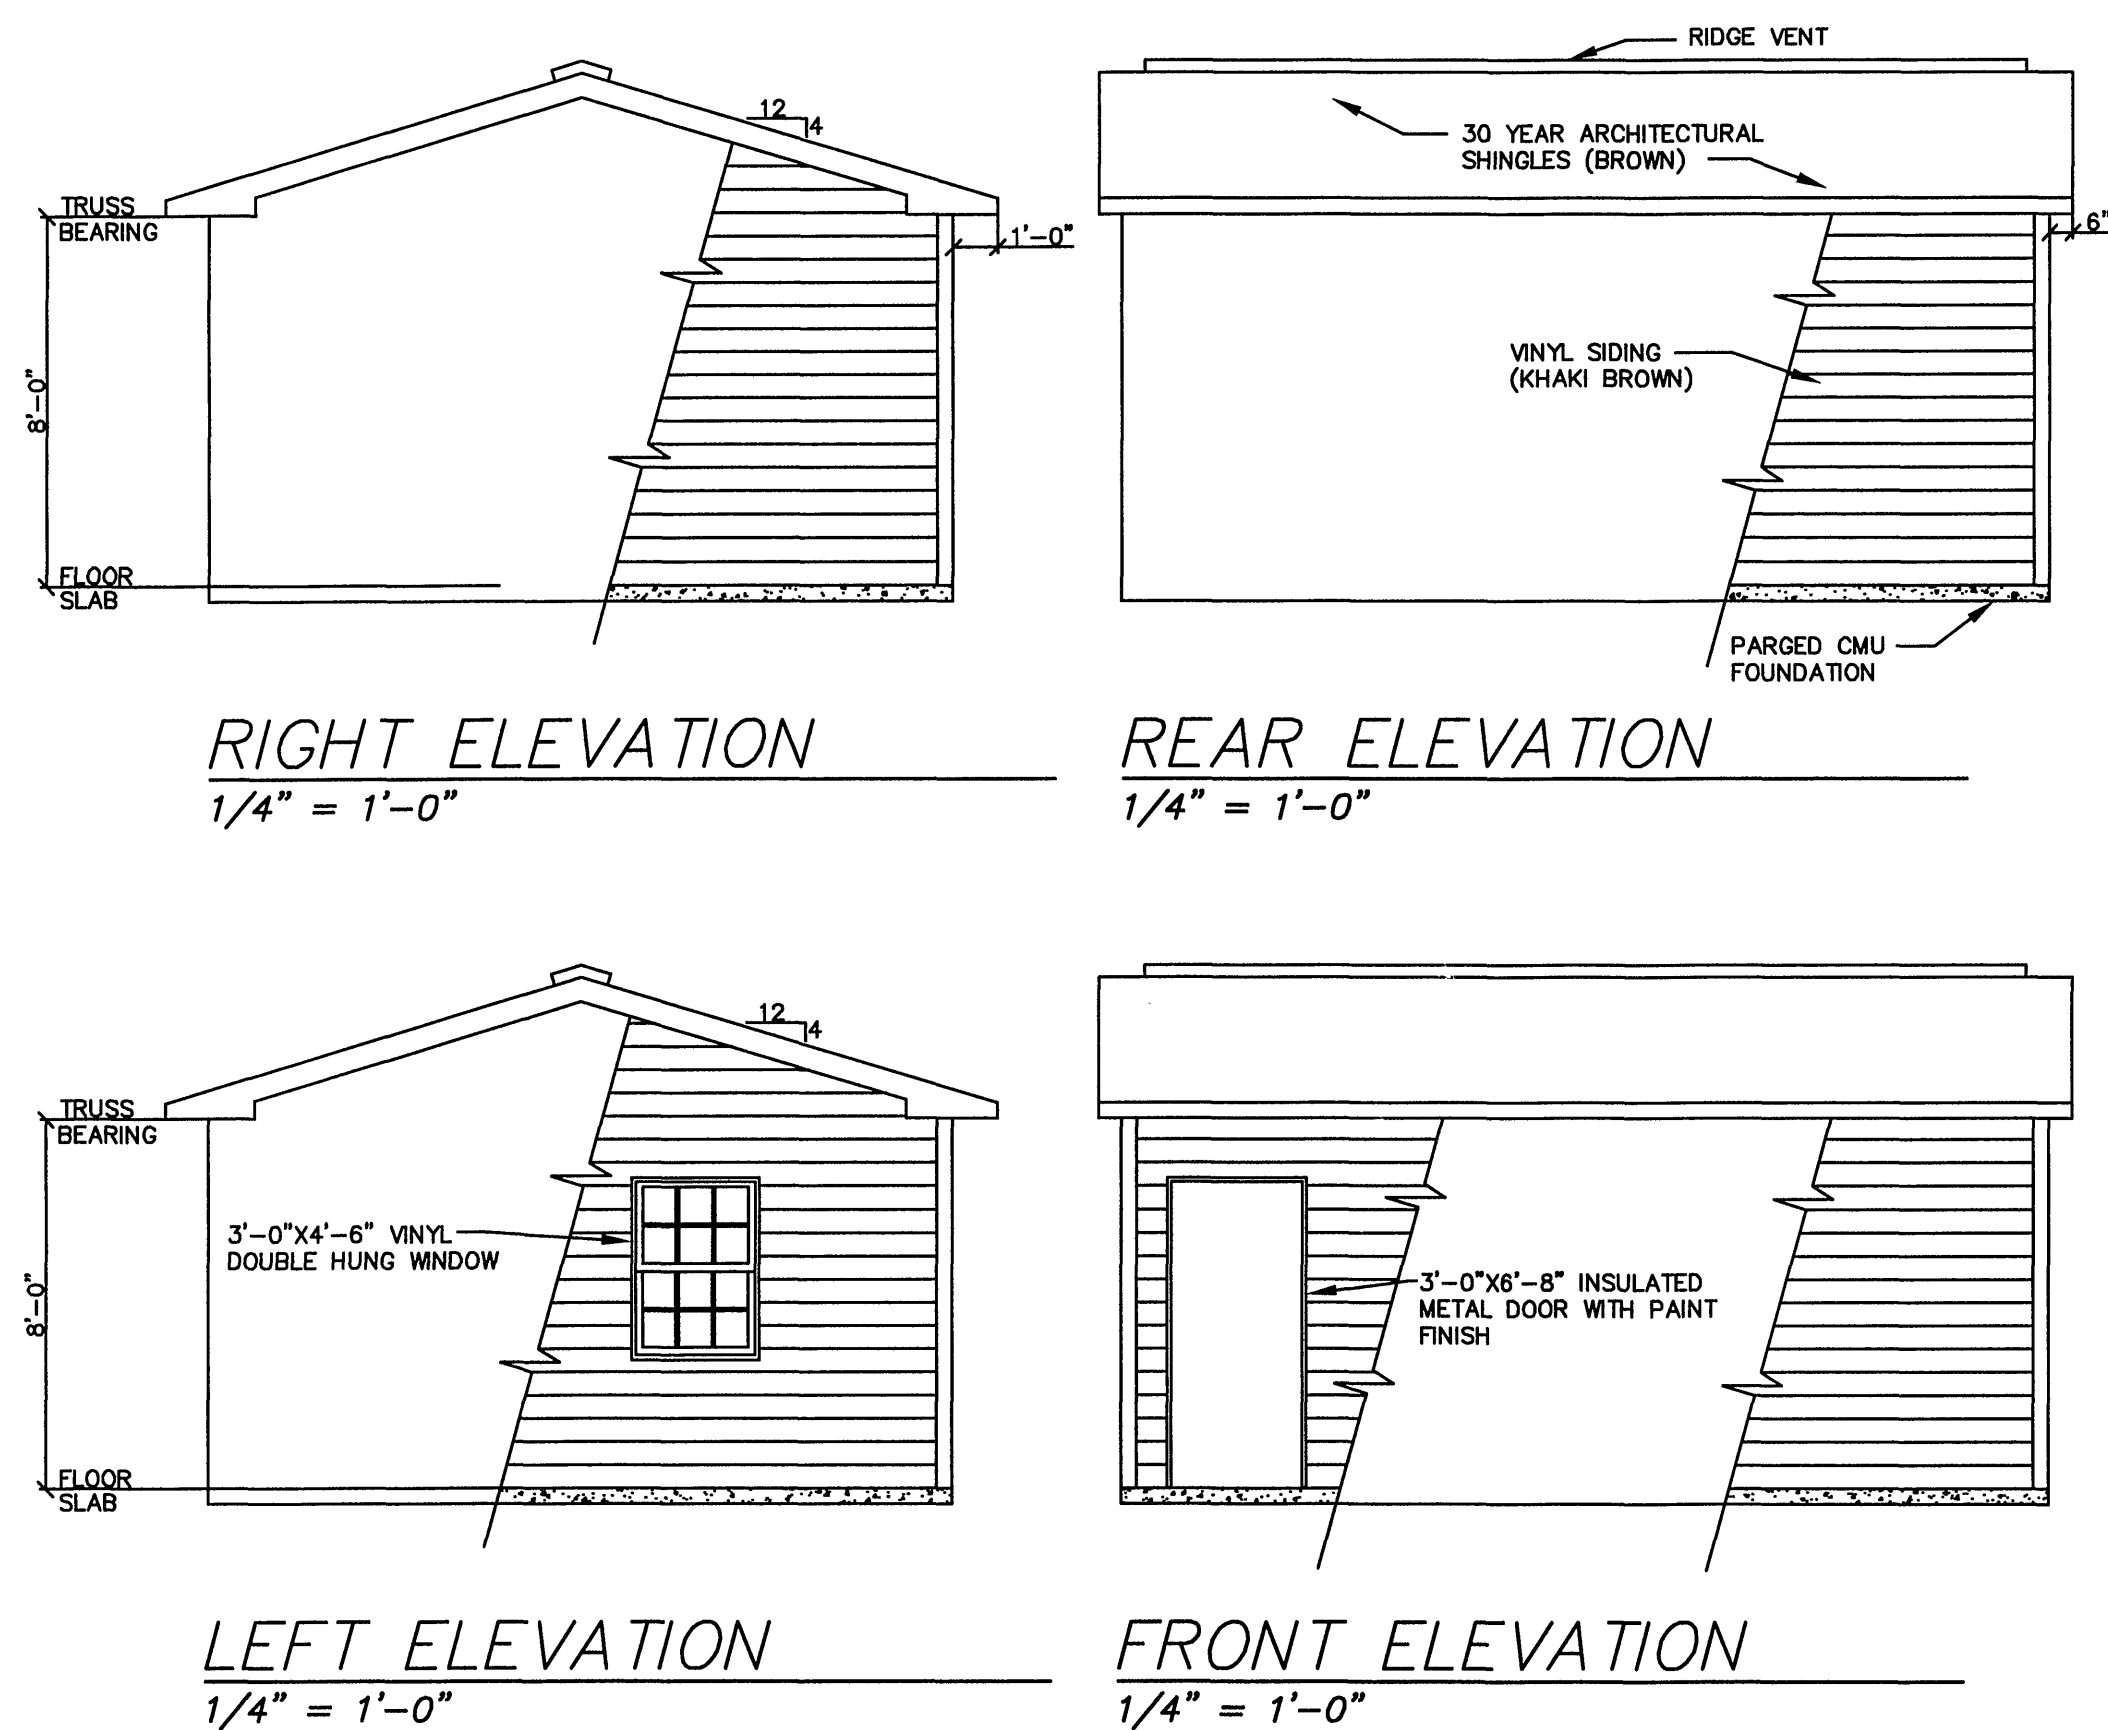 12
4
TRUSS
BEARING
8'-0"
1'-0"
FLOOR
SLAB
RIGHT ELEVATION
1/4" = 1'-0"
RIDGE VENT
30 YEAR ARCHITECTURAL
SHINGLES (BROWN)
6"
VINYL SIDING
(KHAKI BROWN)
PARGED CMU
FOUNDATION
REAR ELEVATION
1/4" = 1'-0"
12
4
TRUSS
BEARING
8'-0"
3'-0"X4'-6" VINYL
DOUBLE HUNG WINDOW
FLOOR
SLAB
LEFT ELEVATION
1/4" = 1'-0"
3'-0"X6'-8" INSULATED
METAL DOOR WITH PAINT
FINISH
FRONT ELEVATION
1/4" = 1'-0"